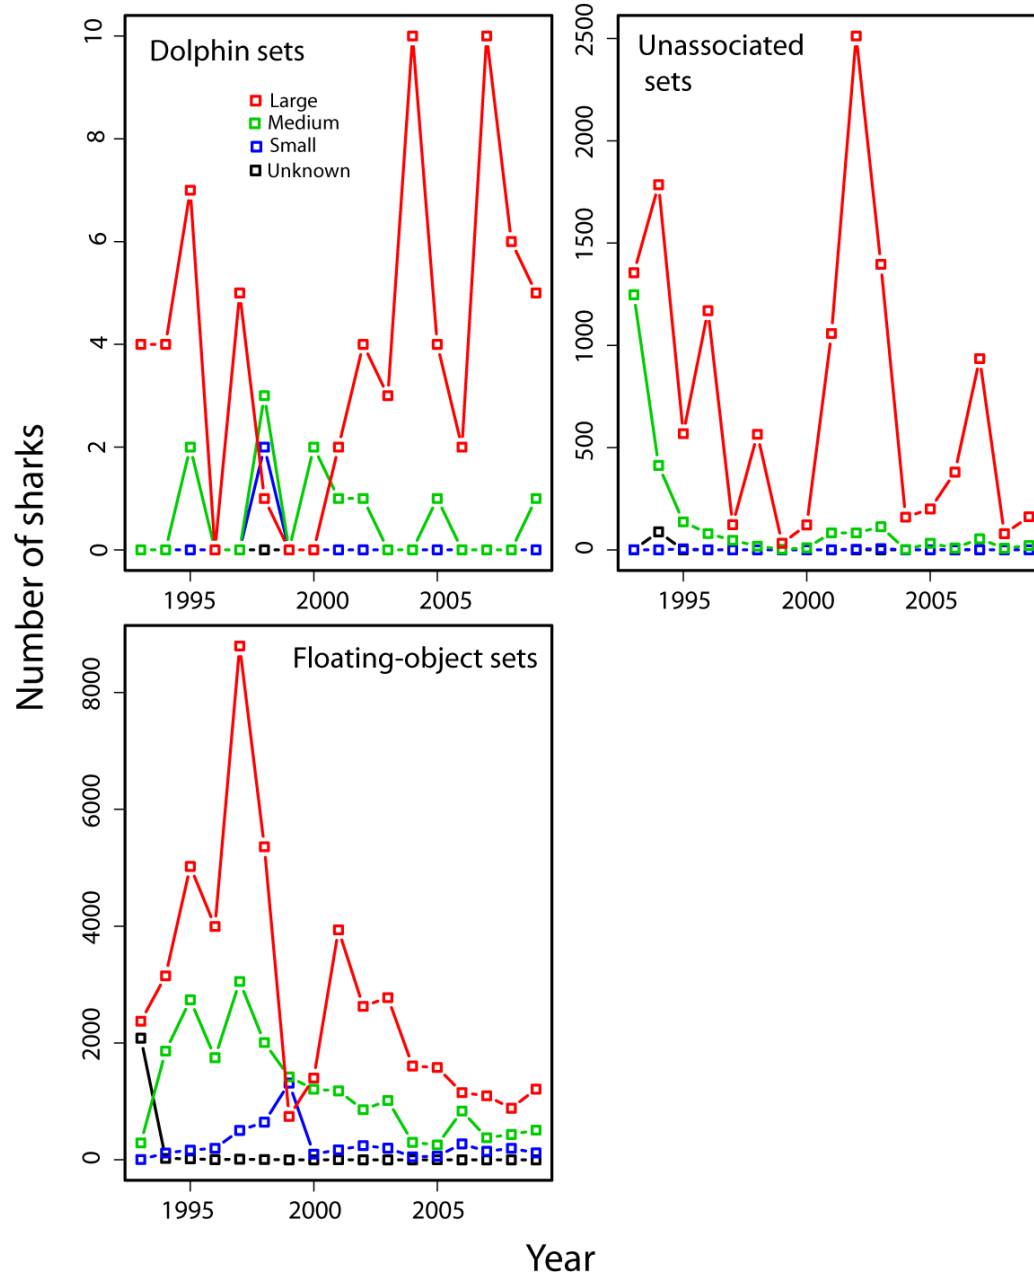 Dolphin sets
Large
Medium
Small
Unknown
0
2
4
6
8
10
1995
2000
2005
Unassociated
sets
0
500
1000
1500
2000
2500
1995
2000
2005
Number of sharks
Floating-object sets
0
2000
4000
6000
8000
1995
2000
2005
Year